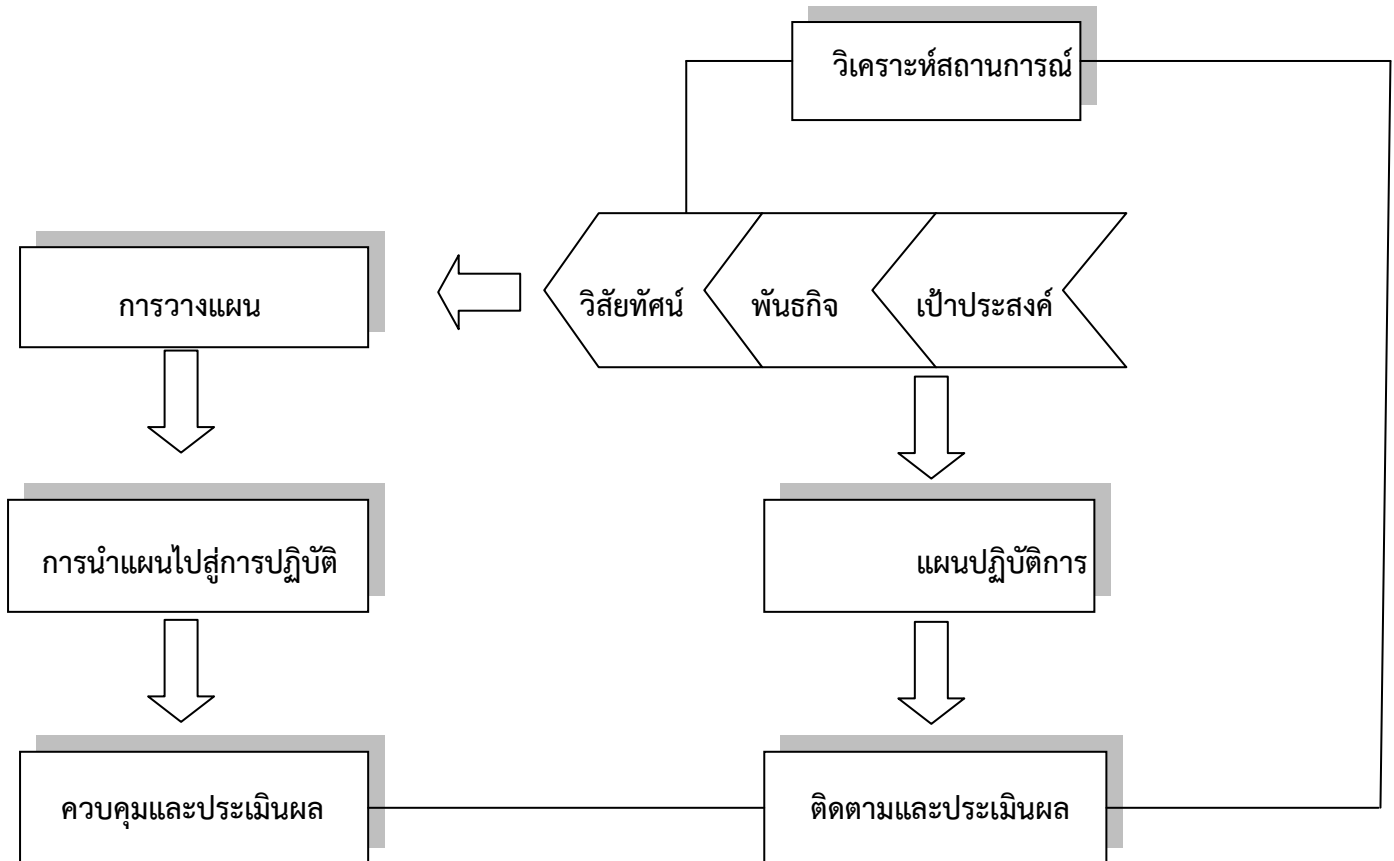 วิเคราะห์สถานการณ์
การวางแผน
วิสัยทัศน์
พันธกิจ
เป้าประสงค์
การนำแผนไปสู่การปฏิบัติ
แผนปฏิบัติการ
ควบคุมและประเมินผล
ติดตามและประเมินผล